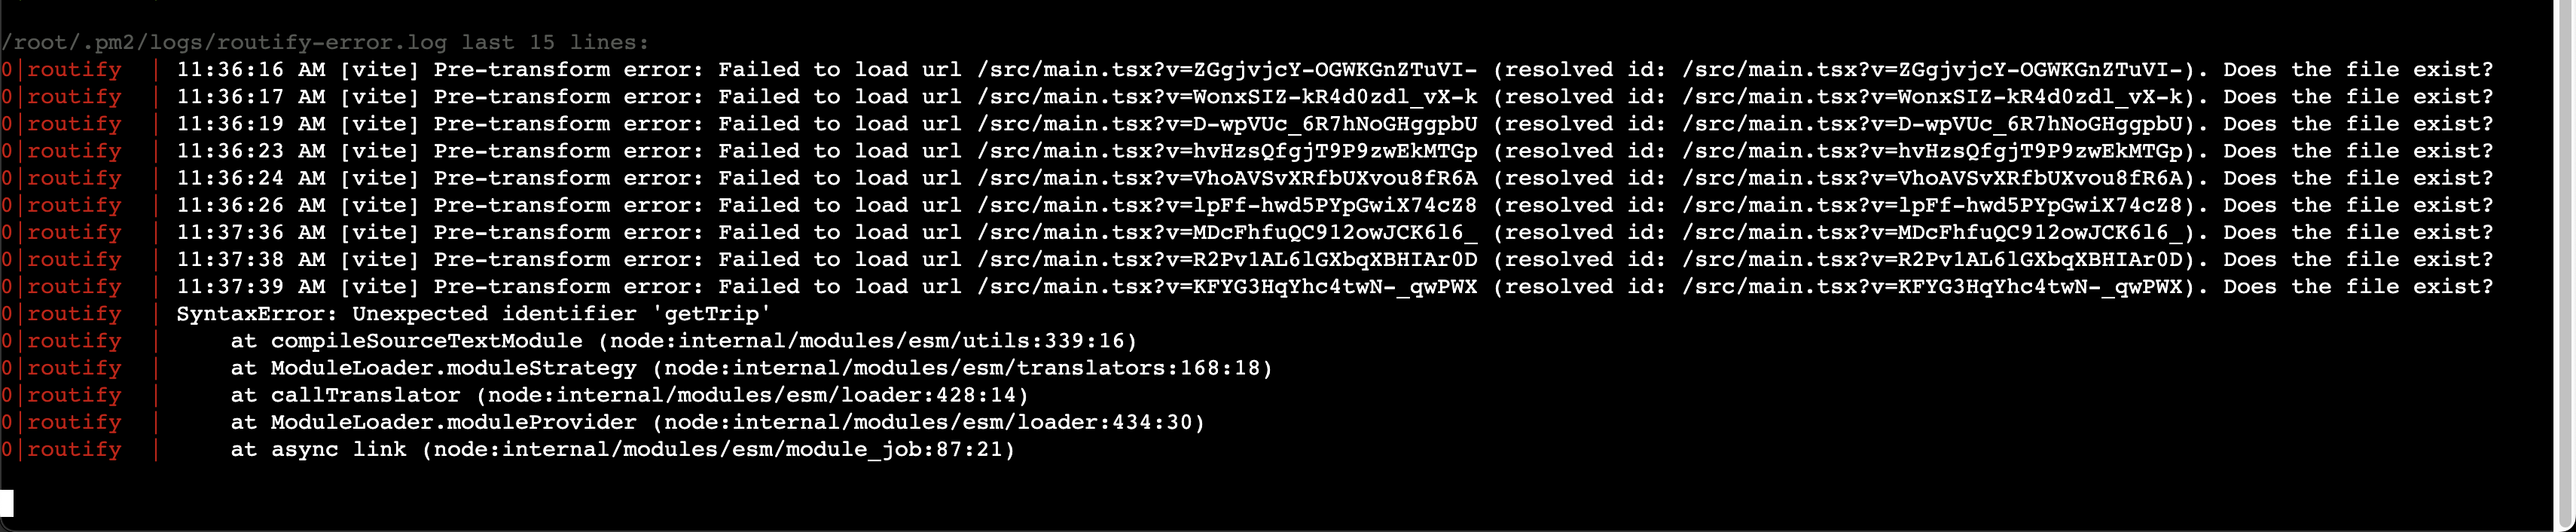 /root/.pm2/logs/routify-error.log last 15 lines:
0|routify  | 11:36:16 AM [vite] Pre-transform error: Failed to load url /src/main.tsx?v=ZGgjvjcY-OGWKGnZTuVI- (resolved id: /src/main.tsx?v=ZGgjvjcY-OGWKGnZTuVI-). Does the file exist?
0|routify  | 11:36:17 AM [vite] Pre-transform error: Failed to load url /src/main.tsx?v=WonxSIZ-kR4d0zdl_vX-k (resolved id: /src/main.tsx?v=WonxSIZ-kR4d0zdl_vX-k). Does the file exist?
0|routify  | 11:36:19 AM [vite] Pre-transform error: Failed to load url /src/main.tsx?v=D-wpVUc_6R7hNoGHggpbU (resolved id: /src/main.tsx?v=D-wpVUc_6R7hNoGHggpbU). Does the file exist?
0|routify  | 11:36:23 AM [vite] Pre-transform error: Failed to load url /src/main.tsx?v=hvHzsQfgjT9P9zwEkMTGp (resolved id: /src/main.tsx?v=hvHzsQfgjT9P9zwEkMTGp). Does the file exist?
0|routify  | 11:36:24 AM [vite] Pre-transform error: Failed to load url /src/main.tsx?v=VhoAVSvXRfbUXvou8fR6A (resolved id: /src/main.tsx?v=VhoAVSvXRfbUXvou8fR6A). Does the file exist?
0|routify  | 11:36:26 AM [vite] Pre-transform error: Failed to load url /src/main.tsx?v=lpFf-hwd5PYpGwiX74cZ8 (resolved id: /src/main.tsx?v=lpFf-hwd5PYpGwiX74cZ8). Does the file exist?
0|routify  | 11:37:36 AM [vite] Pre-transform error: Failed to load url /src/main.tsx?v=MDcFhfuQC912owJCK6l6_ (resolved id: /src/main.tsx?v=MDcFhfuQC912owJCK6l6_). Does the file exist?
0|routify  | 11:37:38 AM [vite] Pre-transform error: Failed to load url /src/main.tsx?v=R2Pv1AL6lGXbqXBHIAr0D (resolved id: /src/main.tsx?v=R2Pv1AL6lGXbqXBHIAr0D). Does the file exist?
0|routify  | 11:37:39 AM [vite] Pre-transform error: Failed to load url /src/main.tsx?v=KFYG3HqYhc4twN-_qwPWX (resolved id: /src/main.tsx?v=KFYG3HqYhc4twN-_qwPWX). Does the file exist?
0|routify  | SyntaxError: Unexpected identifier 'getTrip'
0|routify  |     at compileSourceTextModule (node:internal/modules/esm/utils:339:16)
0|routify  |     at ModuleLoader.moduleStrategy (node:internal/modules/esm/translators:168:18)
0|routify  |     at callTranslator (node:internal/modules/esm/loader:428:14)
0|routify  |     at ModuleLoader.moduleProvider (node:internal/modules/esm/loader:434:30)
0|routify  |     at async link (node:internal/modules/esm/module_job:87:21)